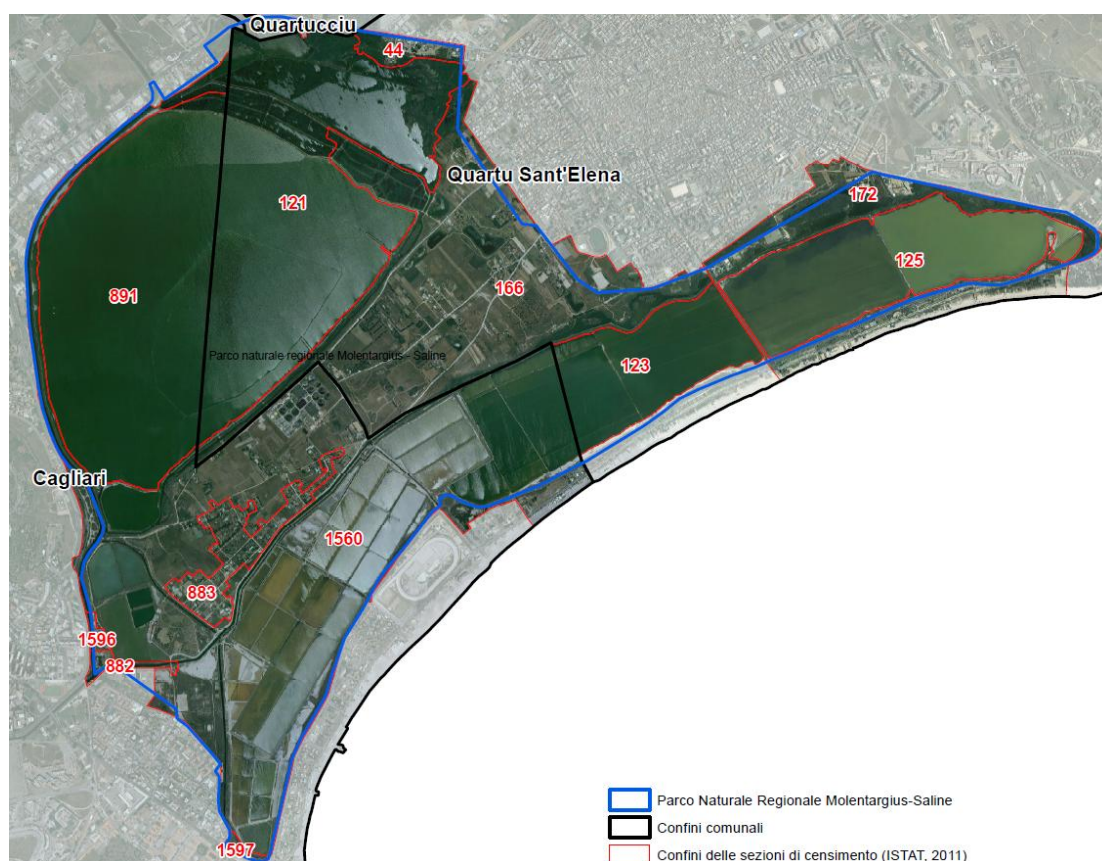 Quartucciu
44
Quartu Sant'Elena
172
121
125
166
891
Parco naturale regionale Molentargius - Saline
123
Cagliari
1560
883
1596
882
Parco Naturale Regionale Molentargius-Saline
Confini comunali
1597
Confini delle sezioni di censimento (ISTAT, 2011)